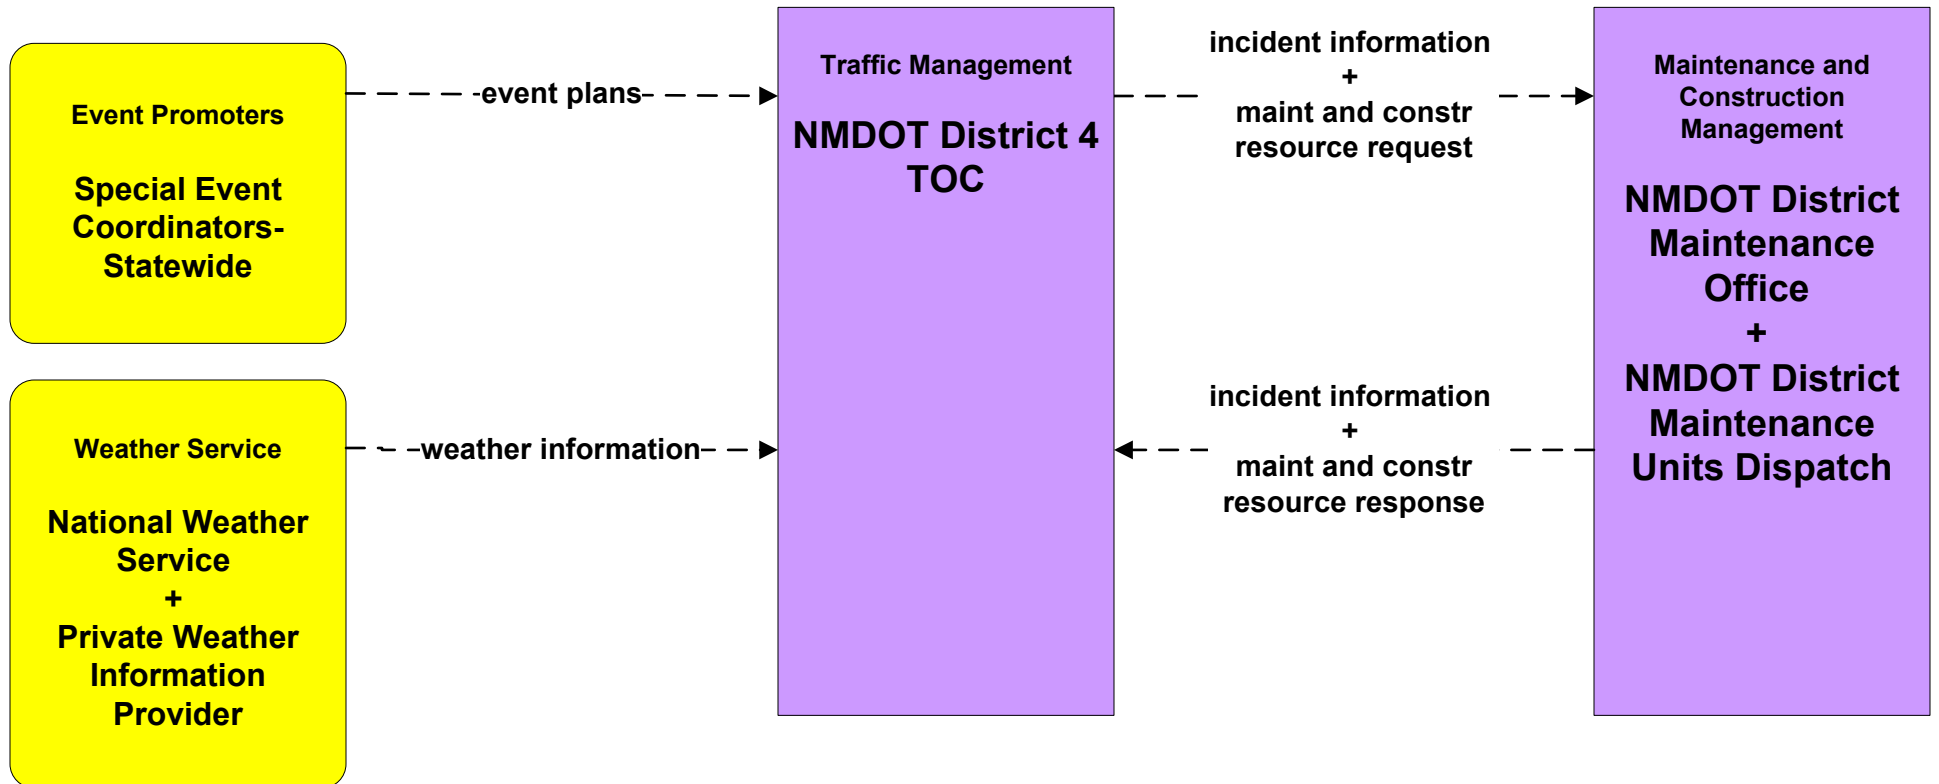 Event Promoters
Special Event
Coordinators-
Statewide
event plans
Weather Service
National Weather
Service
+
Private Weather
Information
Provider
weather information
Traffic Management
NMDOT District 4
TOC
incident information
+
maint and constr
resource request
incident information
+
maint and constr
resource response
Maintenance and
Construction
Management
NMDOT District
Maintenance
Office
+
NMDOT District
Maintenance
Units Dispatch